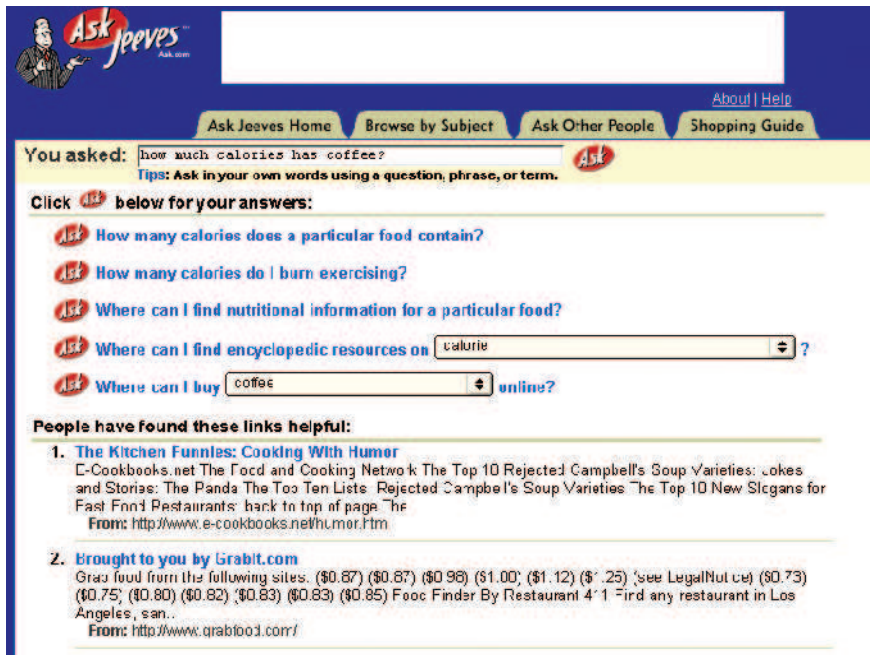 Ask Jeeves
Ask.com
About | Help
Ask Jeeves Home Browse by Subject Ask Other People Shopping Guide
You asked: how much calories has coffee? Ask
Tips: Ask in your own words using a question, phrase, or term.
Click Ask below for your answers:
Ask How many calories does a particular food contain?
Ask How many calories do I burn exercising?
Ask Where can I find nutritional information for a particular food?
Ask Where can I find encyclopedic resources on calorie ?
Ask Where can I buy coffee online?
People have found these links helpful:
1. The Kitchen Funnies: Cooking With Humor
E-Cookbooks.net The Food and Cooking Network The Top 10 Rejected Campbell's Soup Varieties: Jokes
and Stories: The Panda The Top Ten Lists Rejected Campbell's Soup Varieties The Top 10 New Slogans for
Fast Food Restaurants: back to top of page The
From: http://www.e-cookbooks.net/humor.htm
2. Brought to you by GrabIt.com
Grab food from the following sites. ($0.87) ($0.87) ($0.98) ($1.00) ($1.12) ($1.25) (see LegalNotice) ($0.73)
($0.75) ($0.80) ($0.82) ($0.83) ($0.83) ($0.85) Food Finder By Restaurant 411 Find any restaurant in Los
Angeles, san..
From: http://www.grabfood.com/